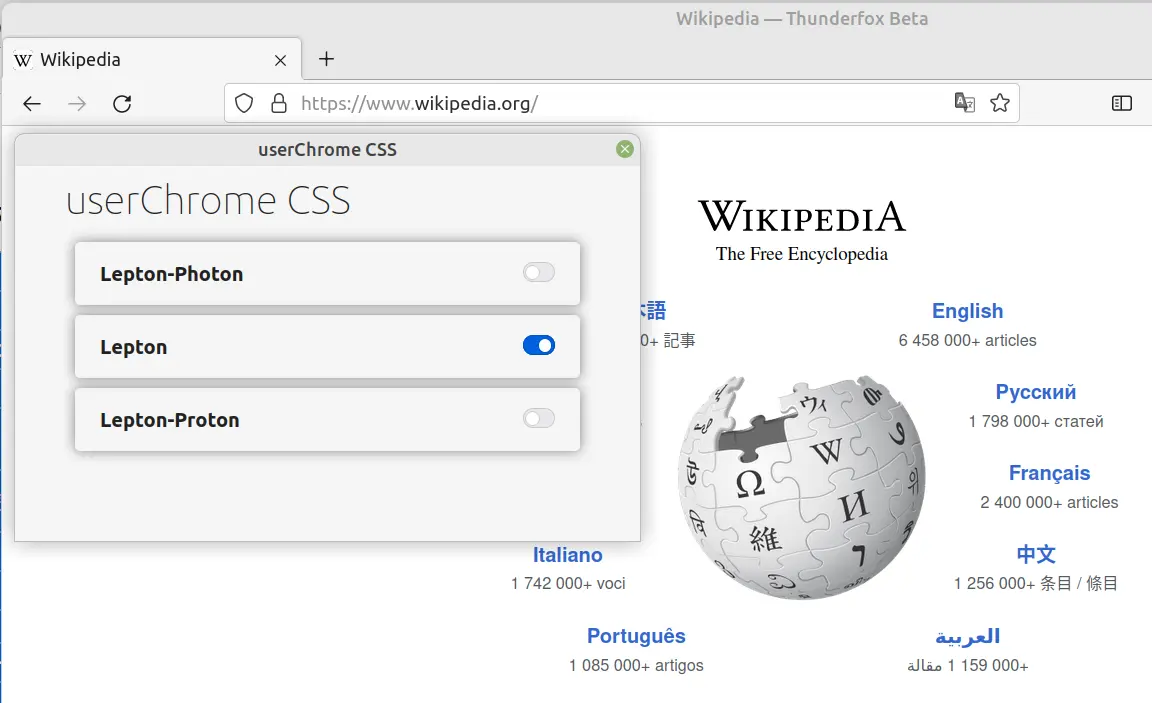 Wikipedia — Thunderfox Beta
Wikipedia
https://www.wikipedia.org/
userChrome CSS
userChrome CSS
Lepton-Photon
Lepton
Lepton-Proton
WIKIPEDIA
The Free Encyclopedia
語
0+ 記事
English
6 458 000+ articles
Русский
1 798 000+ статей
Français
2 400 000+ articles
Italiano
1 742 000+ voci
中文
1 256 000+ 条目 / 條目
Português
1 085 000+ artigos
العربية
1 159 000+ مقالة
Ω
W
И
維
ウィ